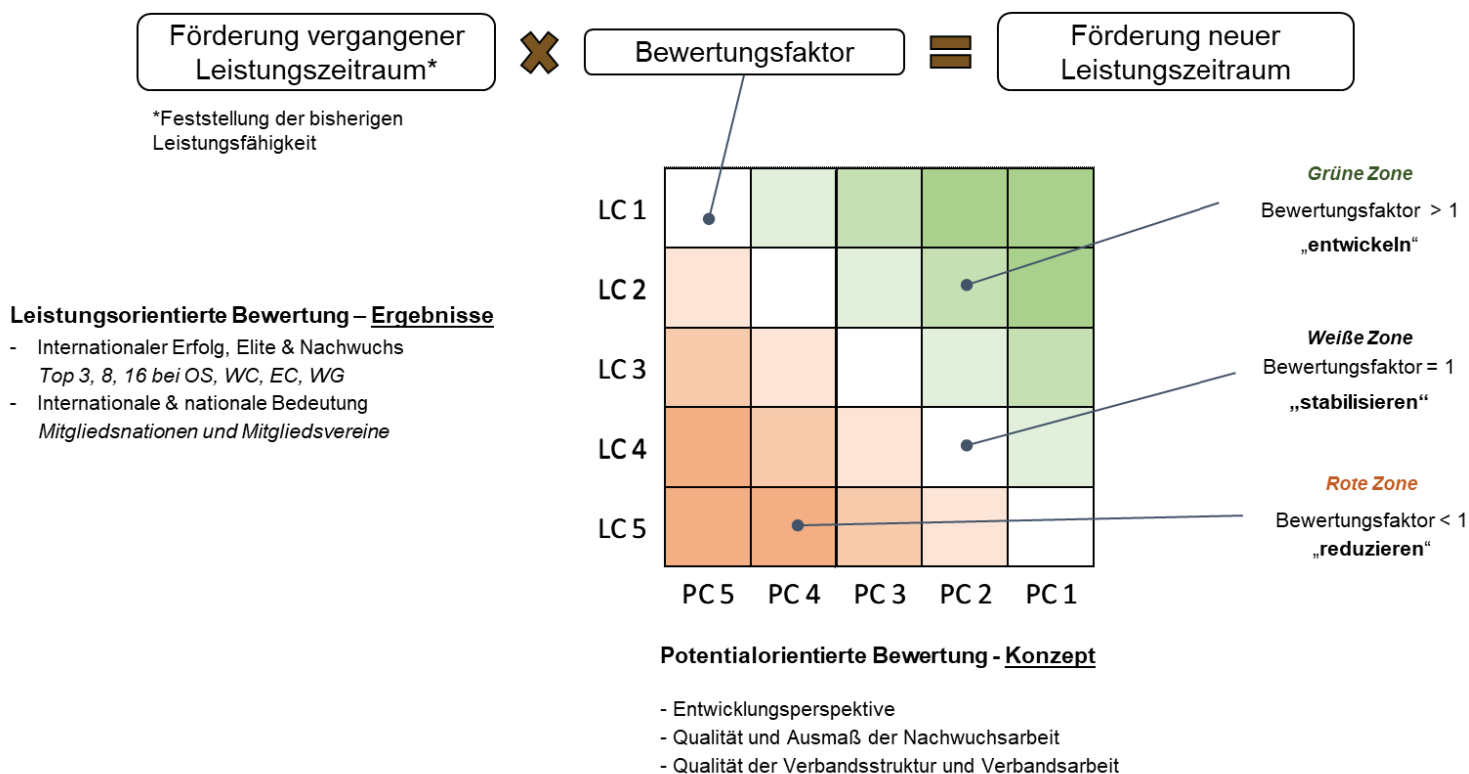 Förderung vergangener
Leistungszeitraum*
Bewertungsfaktor
Förderung neuer
Leistungszeitraum
*Feststellung der bisherigen
Leistungsfähigkeit
Leistungsorientierte Bewertung – Ergebnisse
- Internationaler Erfolg, Elite & Nachwuchs
Top 3, 8, 16 bei OS, WC, EC, WG
- Internationale & nationale Bedeutung
Mitgliedsnationen und Mitgliedsvereine
LC 1
LC 2
LC 3
LC 4
LC 5
PC 5 PC 4 PC 3 PC 2 PC 1
Grüne Zone
Bewertungsfaktor > 1
„entwickeln“
Weiße Zone
Bewertungsfaktor = 1
„stabilisieren“
Rote Zone
Bewertungsfaktor < 1
„reduzieren“
Potentialorientierte Bewertung - Konzept
- Entwicklungsperspektive
- Qualität und Ausmaß der Nachwuchsarbeit
- Qualität der Verbandsstruktur und Verbandsarbeit